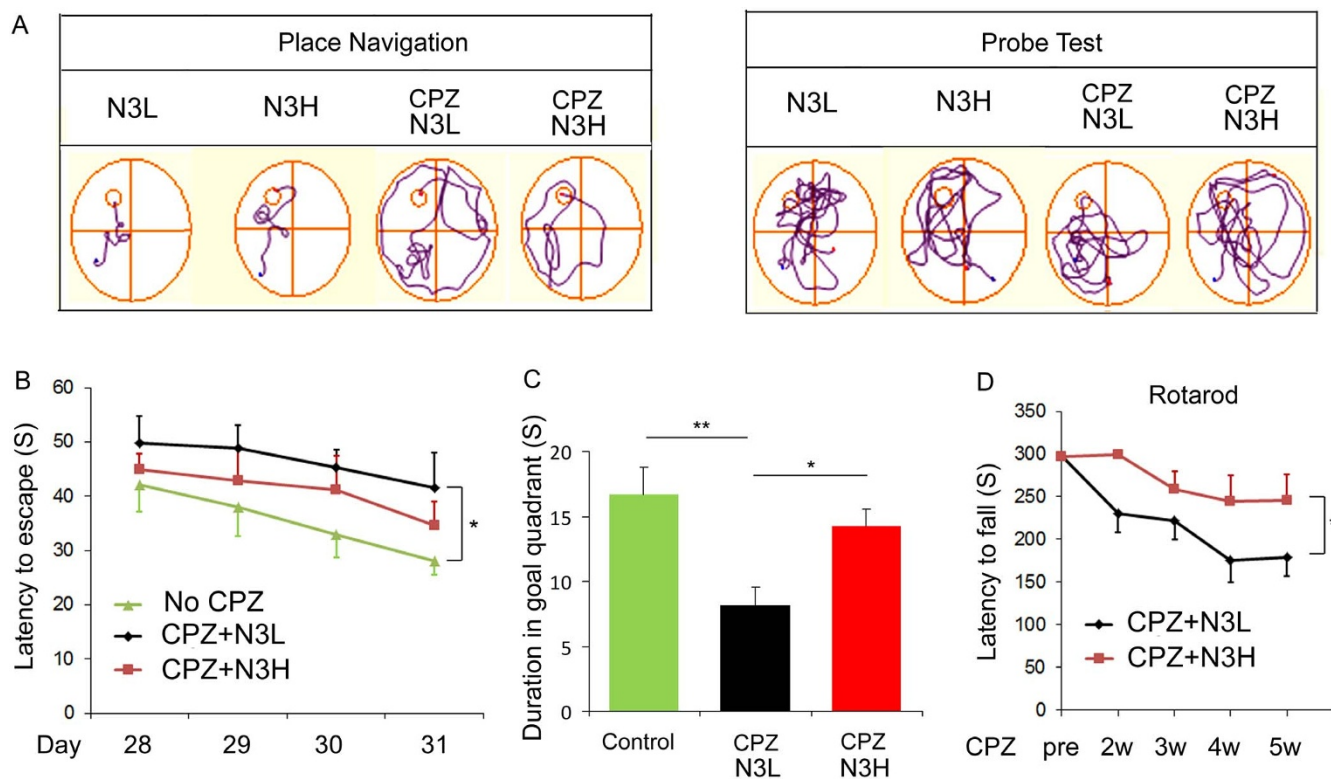 A
Place Navigation
N3L
N3H
CPZ
N3L
CPZ
N3H
Probe Test
N3L
N3H
CPZ
N3L
CPZ
N3H
B
Latency to escape (S)
60
50
40
30
20
10
0
*
No CPZ
CPZ+N3L
CPZ+N3H
Day 28 29 30 31
C
Duration in goal quadrant (S)
20
15
10
5
0
**
*
Control
CPZ
N3L
CPZ
N3H
D
Rotarod
Latency to fall (S)
350
300
250
200
150
100
50
0
CPZ+N3L
CPZ+N3H
CPZ pre 2w 3w 4w 5w